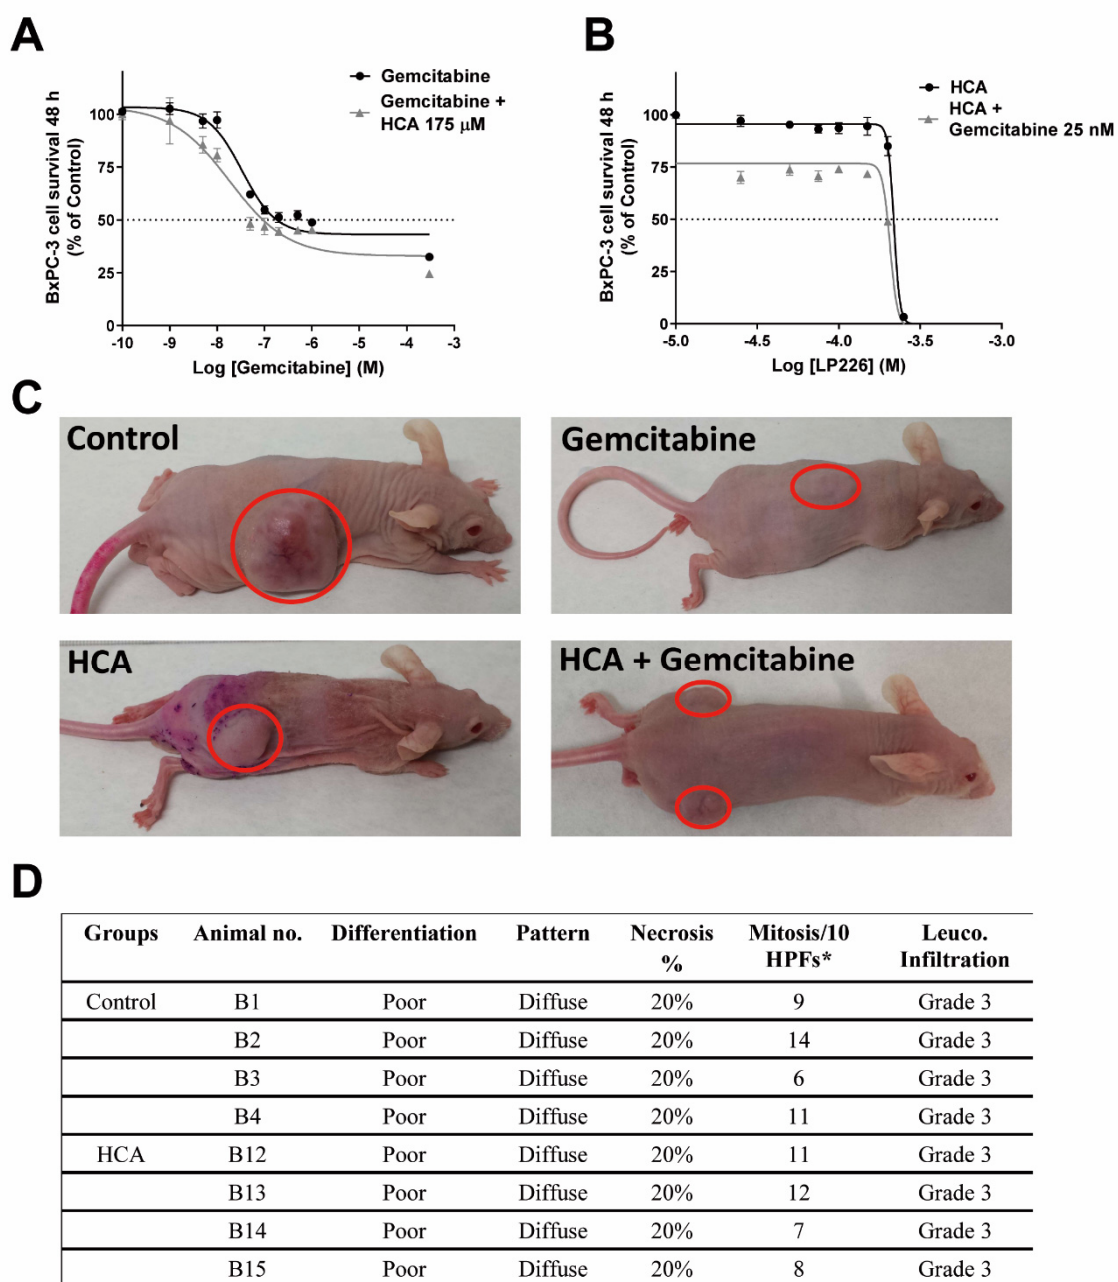 A
BxPC-3 cell survival 48 h
(% of Control)
100
75
50
25
0
-10 -9 -8 -7 -6 -5 -4 -3
Log [Gemcitabine] (M)
Gemcitabine
Gemcitabine +
HCA 175 μM
B
BxPC-3 cell survival 48 h
(% of Control)
100
75
50
25
0
-5.0 -4.5 -4.0 -3.5 -3.0
Log [LP226] (M)
HCA
HCA +
Gemcitabine 25 nM
C
Control
Gemcitabine
HCA
HCA + Gemcitabine
D
Groups Animal no. Differentiation Pattern Necrosis Mitosis/10 Leuco.
% HPFs* Infiltration
Control B1 Poor Diffuse 20% 9 Grade 3
B2 Poor Diffuse 20% 14 Grade 3
B3 Poor Diffuse 20% 6 Grade 3
B4 Poor Diffuse 20% 11 Grade 3
HCA B12 Poor Diffuse 20% 11 Grade 3
B13 Poor Diffuse 20% 12 Grade 3
B14 Poor Diffuse 20% 7 Grade 3
B15 Poor Diffuse 20% 8 Grade 3